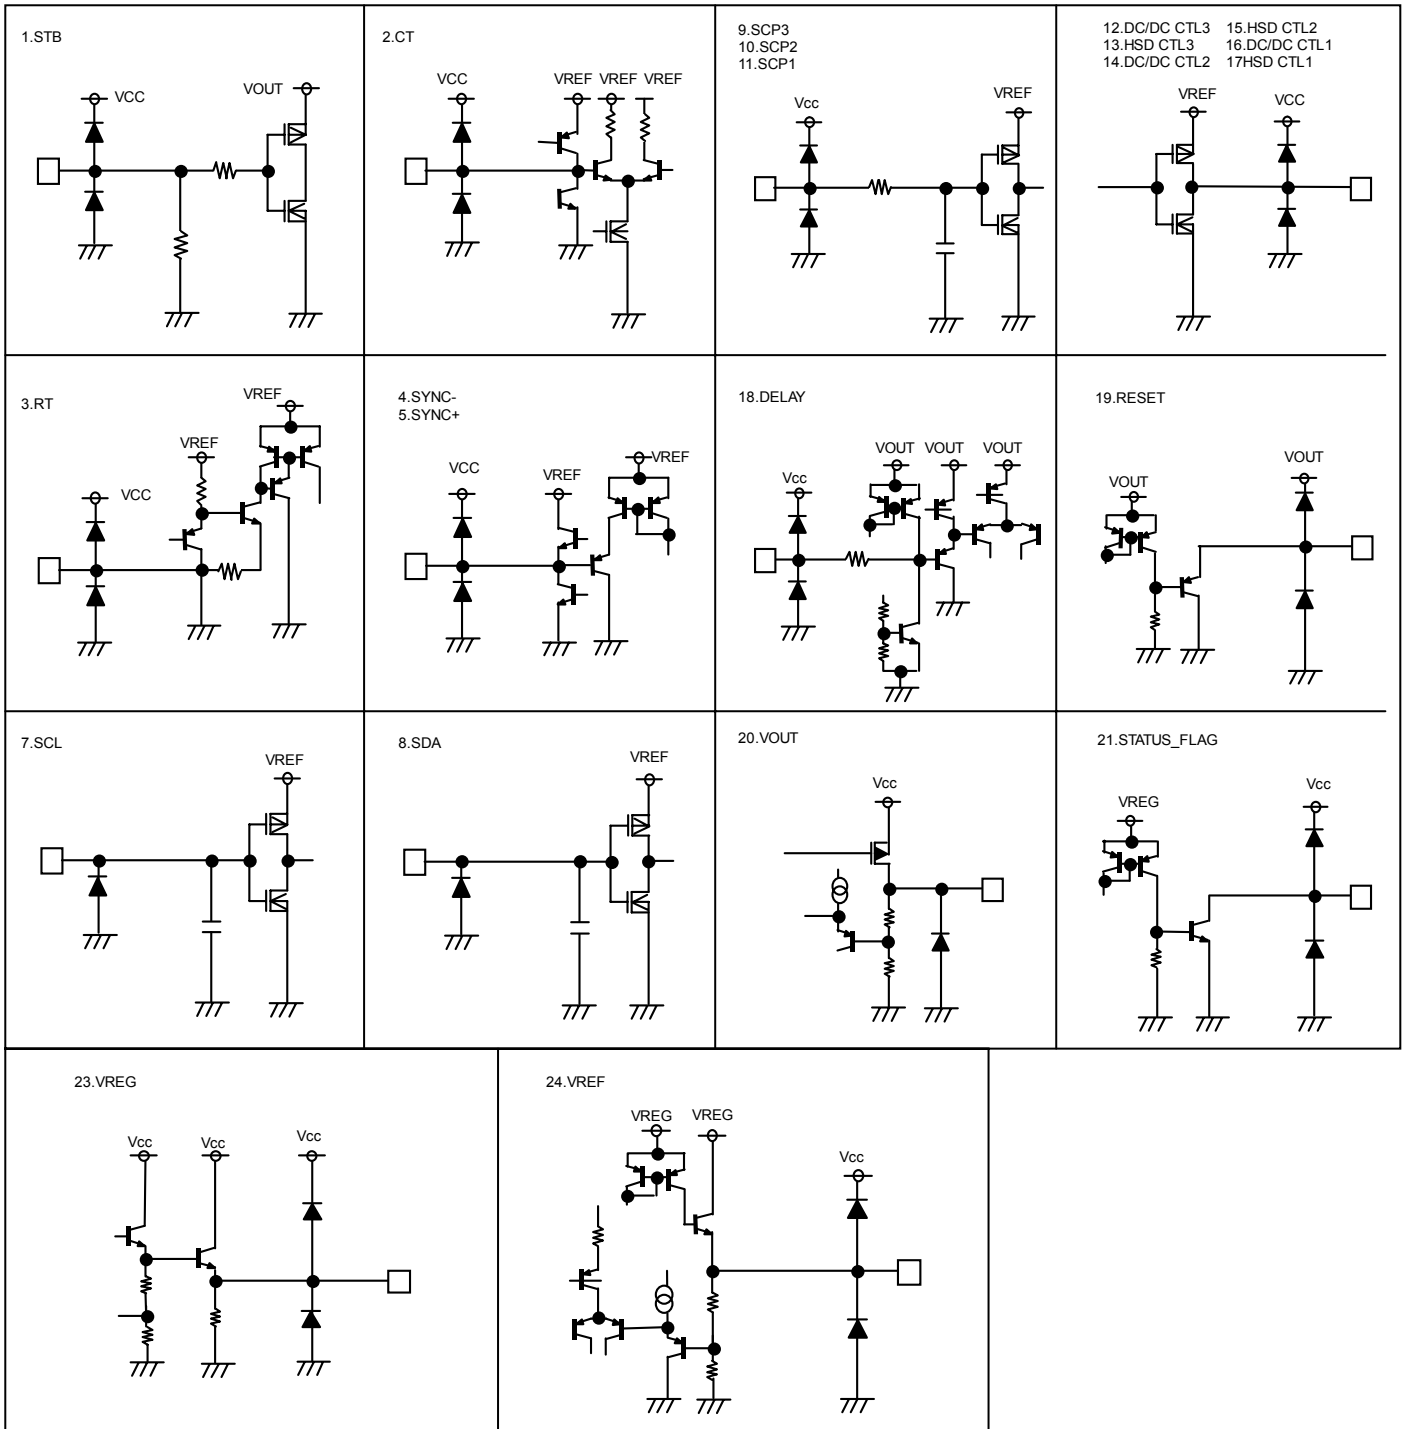 1.STB
VCC
VOUT
2.CT
VCC
VREF VREF VREF
9.SCP3
10.SCP2
11.SCP1
Vcc
VREF
12.DC/DC CTL3 15.HSD CTL2
13.HSD CTL3 16.DC/DC CTL1
14.DC/DC CTL2 17HSD CTL1
VREF
VCC
3.RT
VREF
VREF
VCC
4.SYNC-
5.SYNC+
VCC
VREF
VREF
18.DELAY
VOUT VOUT VOUT
Vcc
19.RESET
VOUT
VOUT
7.SCL
VREF
8.SDA
VREF
20.VOUT
Vcc
21.STATUS_FLAG
VREG
Vcc
23.VREG
Vcc
Vcc
Vcc
24.VREF
VREG
VREG
Vcc